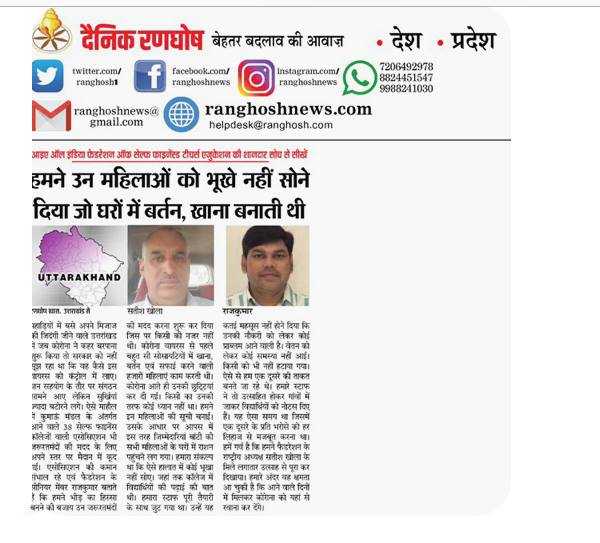 दैनिक रणघोष बेहतर बदलाव की आवाज • देश • प्रदेश
twitter.com/ranghosh1
facebook.com/ranghoshnews
instagram.com/ranghoshnews
7206492978
8824451547
9988241030
ranghoshnews@gmail.com
ranghoshnews.com
helpdesk@ranghosh.com
आइए ऑल इंडिया फेडरेशन ऑफ सेल्फ फाइनेंस्ड टीचर्स एजुकेशन की शानदार सोच से सीखें
हमने उन महिलाओं को भूखे नहीं सोने
दिया जो घरों में बर्तन, खाना बनाती थी
UTTARAKHAND
सतीश खोला
राजकुमार
उत्तराखंड से
पहाड़ियों में बसे अपने मिजाज
की जिंदगी जीने वाले उत्तराखंड
में जब कोरोना ने कहर बरपाना
शुरू किया तो सरकार को नहीं
सूझ रहा था कि वह कैसे इस
वायरस को कंट्रोल में लाए।
जन सहयोग के तौर पर संगठन
सामने आए लेकिन सुर्खियां
ज्यादा बटोरने लगे। ऐसे माहौल
में कुमाऊं मंडल के अंतर्गत
आने वाले 38 सेल्फ फाइनेंस
कॉलेजों वाली एसोसिएशन भी
जरूरतमंदों की मदद के लिए
अपने स्तर पर मैदान में कूद
गई। एसोसिएशन की कमान
संभाल रहे एवं फैडरेशन के
सीनियर मेंबर राजकुमार बताते
है कि हमने भीड़ का हिस्सा
बनने की बजाय उन जरूरतमंदों
की मदद करना शुरू कर दिया
जिस पर किसी की नजर नहीं
थी। कोरोना वायरस से पहले
बहुत सी सोसायटियों में खाना,
बर्तन एवं सफाई करने वाली
हजारों महिलाएं काम करती थी।
कोरोना आते ही उनकी छुट्टियां
कर दी गई। किसी का उनकी
तरफ कोई ध्यान नहीं था। हमने
इन महिलाओं की सूची बनाई।
उसके आधार पर आपस में
इस तरह जिम्मेदारियां बांटी की
सभी महिलाओं के घरों में राशन
पहुंचने लग गया। हमारा संकल्प
था कि ऐसे हालात में कोई भूखा
नहीं सोए। जहां तक कॉलेज में
विद्यार्थियों की पढ़ाई की बात
थी। हमारा स्टाफ पूरी तैयारी
के साथ जुट गया था। उन्हें यह
कतई महसूस नहीं होने दिया कि
उनकी नौकरी को लेकर कोई
प्राब्लम आने वाली है। वेतन को
लेकर कोई समस्या नहीं आई।
किसी को भी नहीं हटाया गया।
ऐसे से हम एक दूसरे की ताकत
बनते जा रहे थे। हमारे स्टाफ
ने तो उत्साहित होकर गांवों में
जाकर विद्यार्थियों को नोटस दिए
हैं। यह ऐसा समय था जिसमें
एक दूसरे के प्रति भरोसे को हर
लिहाज से मजबूत करना था।
हमें गर्व है कि हमने फैडरेशन के
राष्ट्रीय अध्यक्ष सतीश खोला के
मिले लगातार उत्साह से पूरा कर
दिखाया। हमारे अंदर यह क्षमता
आ चुकी है कि आने वाले दिनों
में मिलकर कोरोना को यहां से
रवाना कर देंगे।